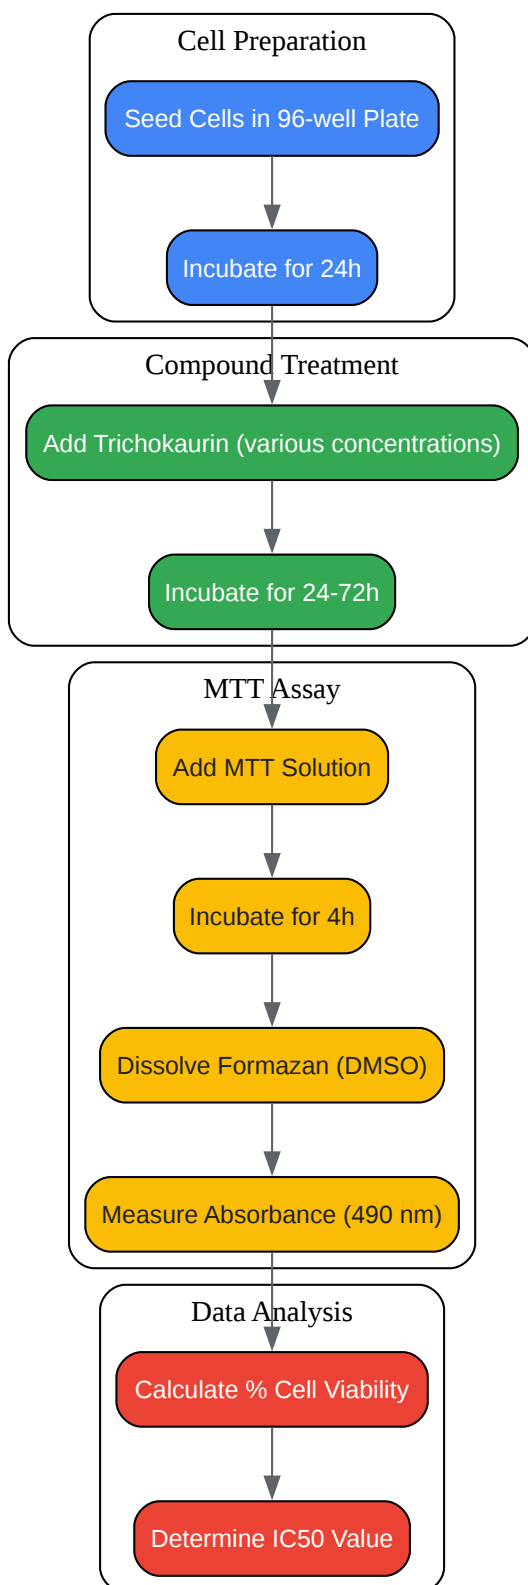 Cell Preparation
Seed Cells in 96-well Plate
Incubate for 24h
Compound Treatment
Add Trichokaurin (various concentrations)
Incubate for 24-72h
MTT Assay
Add MTT Solution
Incubate for 4h
Dissolve Formazan (DMSO)
Measure Absorbance (490 nm)
Data Analysis
Calculate % Cell Viability
Determine IC50 Value